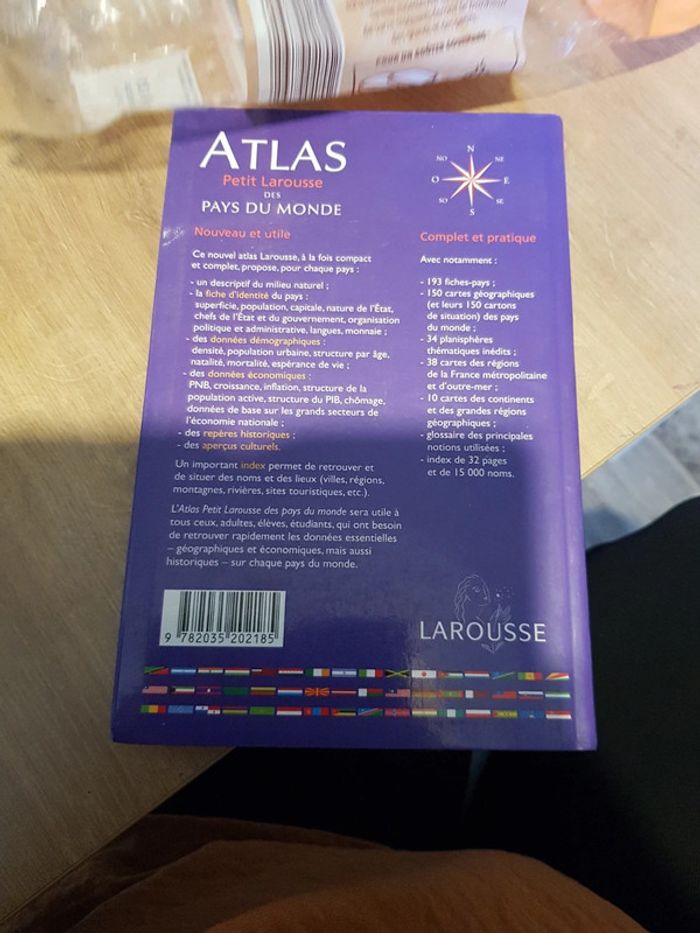 ATLAS
Petit Larousse
DES
PAYS DU MONDE
N
NO
NE
O
E
SO
SE
S
Nouveau et utile
Ce nouvel atlas Larousse, à la fois compact
et complet, propose, pour chaque pays :
- un descriptif du milieu naturel ;
- la fiche d'identité du pays :
superficie, population, capitale, nature de l'État,
chefs de l'État et du gouvernement, organisation
politique et administrative, langues, monnaie ;
- des données démographiques :
densité, population urbaine, structure par âge,
natalité, mortalité, espérance de vie ;
- des données économiques :
PNB, croissance, inflation, structure de la
population active, structure du PIB, chômage,
données de base sur les grands secteurs de
l'économie nationale ;
- des repères historiques ;
- des aperçus culturels.
Un important index permet de retrouver et
de situer des noms et des lieux (villes, régions,
montagnes, rivières, sites touristiques, etc.).
L'Atlas Petit Larousse des pays du monde sera utile à
tous ceux, adultes, élèves, étudiants, qui ont besoin
de retrouver rapidement les données essentielles
– géographiques et économiques, mais aussi
historiques – sur chaque pays du monde.
Complet et pratique
Avec notamment :
- 193 fiches-pays ;
- 150 cartes géographiques
(et leurs 150 cartons
de situation) des pays
du monde ;
- 34 planisphères
thématiques inédits ;
- 38 cartes des régions
de la France métropolitaine
et d'outre-mer ;
- 10 cartes des continents
et des grandes régions
géographiques ;
- glossaire des principales
notions utilisées ;
- index de 32 pages
et de 15 000 noms.
9 782035 202185
LAROUSSE